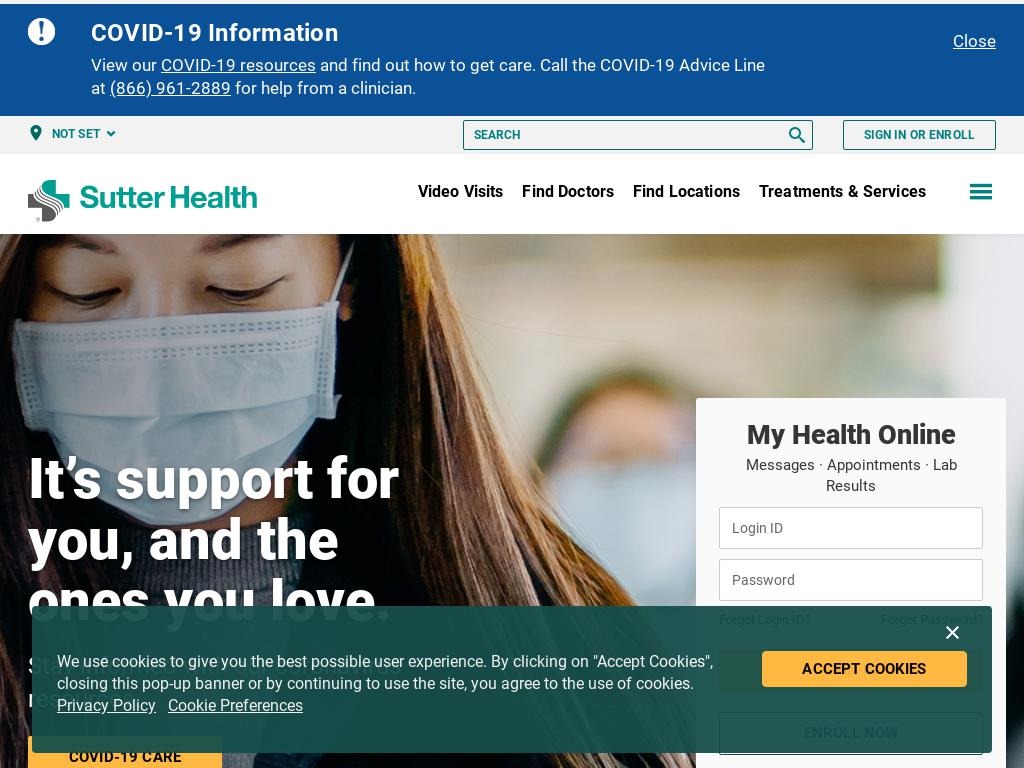 COVID-19 Information
Close
View our COVID-19 resources and find out how to get care. Call the COVID-19 Advice Line
at (866) 961-2889 for help from a clinician.
NOT SET
SEARCH
SIGN IN OR ENROLL
Sutter Health
Video Visits
Find Doctors
Find Locations
Treatments & Services
It's support for
you, and the
ones you love.
My Health Online
Messages · Appointments · Lab
Results
Login ID
Password
Forgot Login ID?
Forgot Password?
We use cookies to give you the best possible user experience. By clicking on "Accept Cookies",
closing this pop-up banner or by continuing to use the site, you agree to the use of cookies.
Privacy Policy
Cookie Preferences
ACCEPT COOKIES
ENROLL NOW
COVID-19 CARE